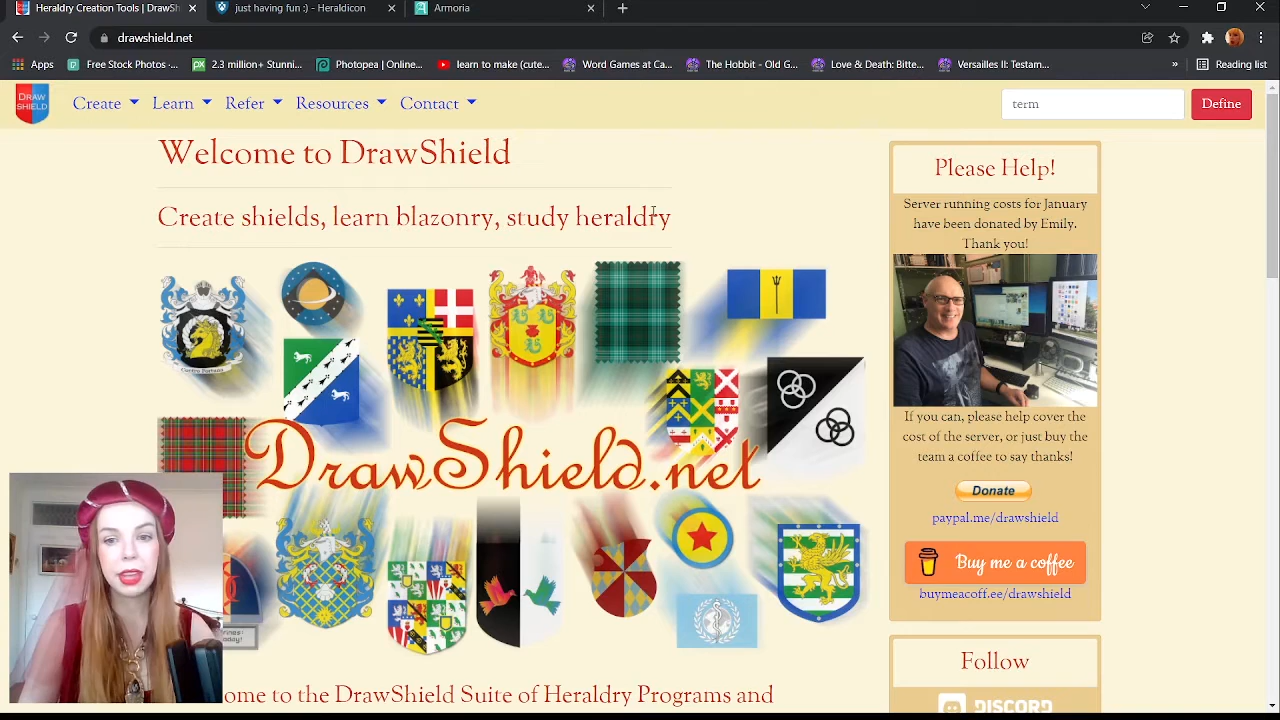 Heraldry Creation Tools | DrawSh
just having fun :) - Heraldicon
Armoria
drawshield.net
Apps
Free Stock Photos -...
2.3 million+ Stunni...
Photopea | Online...
learn to make (cute...
Word Games at Ca...
The Hobbit - Old G...
Love & Death: Bitte...
Versailles II: Testam...
»
Reading list
DRAW
SHIELD
Create
Learn
Refer
Resources
Contact
term
Define
Welcome to DrawShield
Create shields, learn blazonry, study heraldry
DrawShield.net
ome to the DrawShield Suite of Heraldry Programs and
Please Help!
Server running costs for January
have been donated by Emily.
Thank you!
If you can, please help cover the
cost of the server, or just buy the
team a coffee to say thanks!
Donate
paypal.me/drawshield
Buy me a coffee
buymeacoff.ee/drawshield
Follow
DISCORD